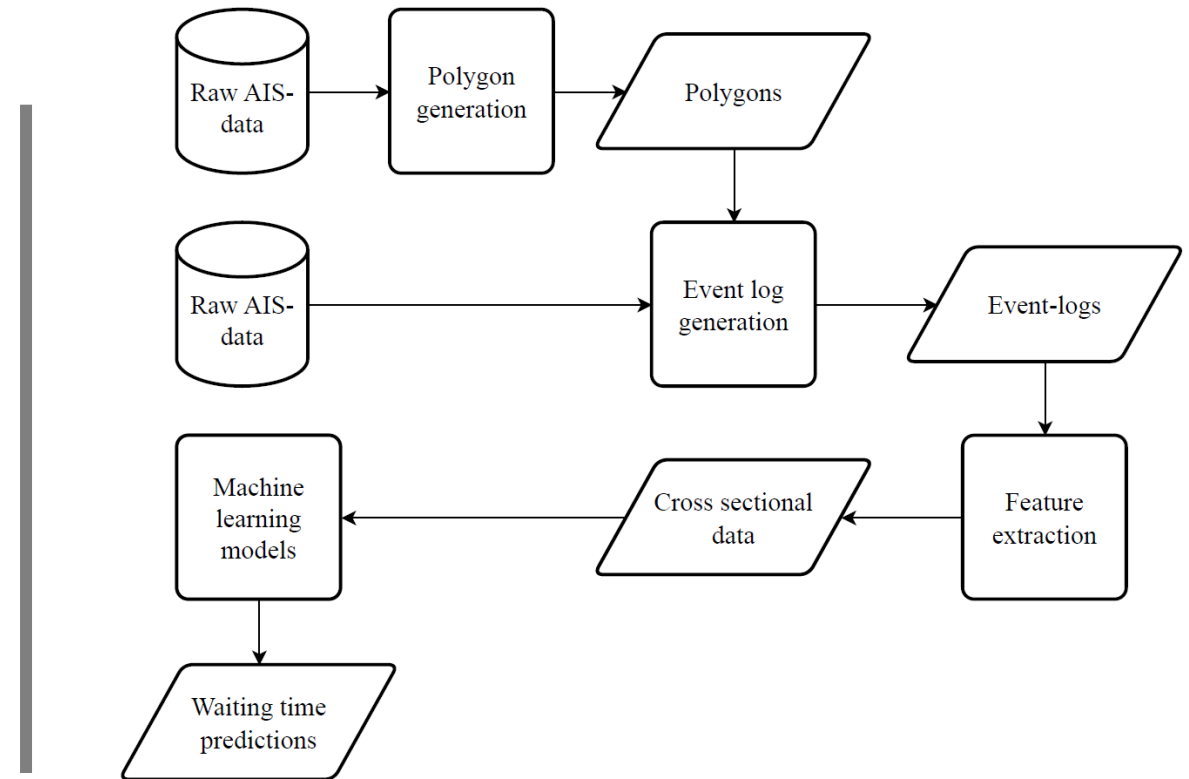 Raw AIS-
data
Polygon
generation
Polygons
Raw AIS-
data
Event log
generation
Event-logs
Machine
learning
models
Cross sectional
data
Feature
extraction
Waiting time
predictions